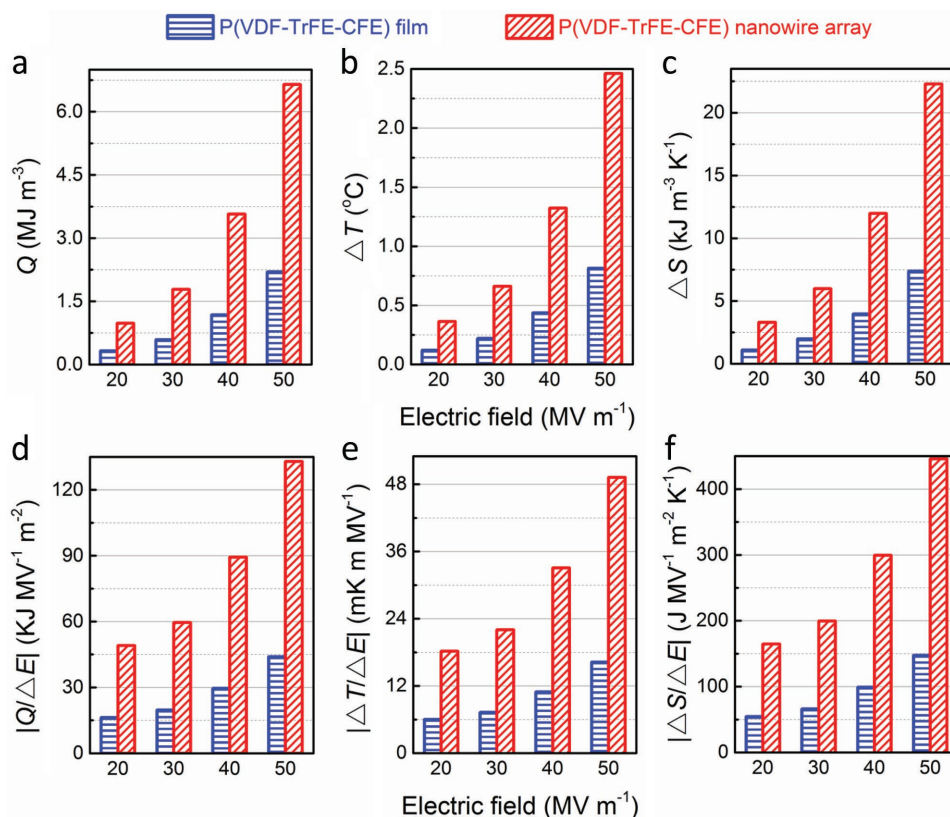 P(VDF-TrFE-CFE) film
P(VDF-TrFE-CFE) nanowire array
a
Q (MJ m⁻³)
6.0
4.5
3.0
1.5
0.0
20 30 40 50
b
△T (°C)
2.5
2.0
1.5
1.0
0.5
0.0
20 30 40 50
Electric field (MV m⁻¹)
c
△S (kJ m⁻³ K⁻¹)
20
15
10
5
0
20 30 40 50
d
|Q/△E| (KJ MV⁻¹ m⁻²)
120
90
60
30
0
20 30 40 50
e
|△T/△E| (mK m MV⁻¹)
48
36
24
12
0
20 30 40 50
Electric field (MV m⁻¹)
f
|△S/△E| (J MV⁻¹ m⁻² K⁻¹)
400
300
200
100
0
20 30 40 50